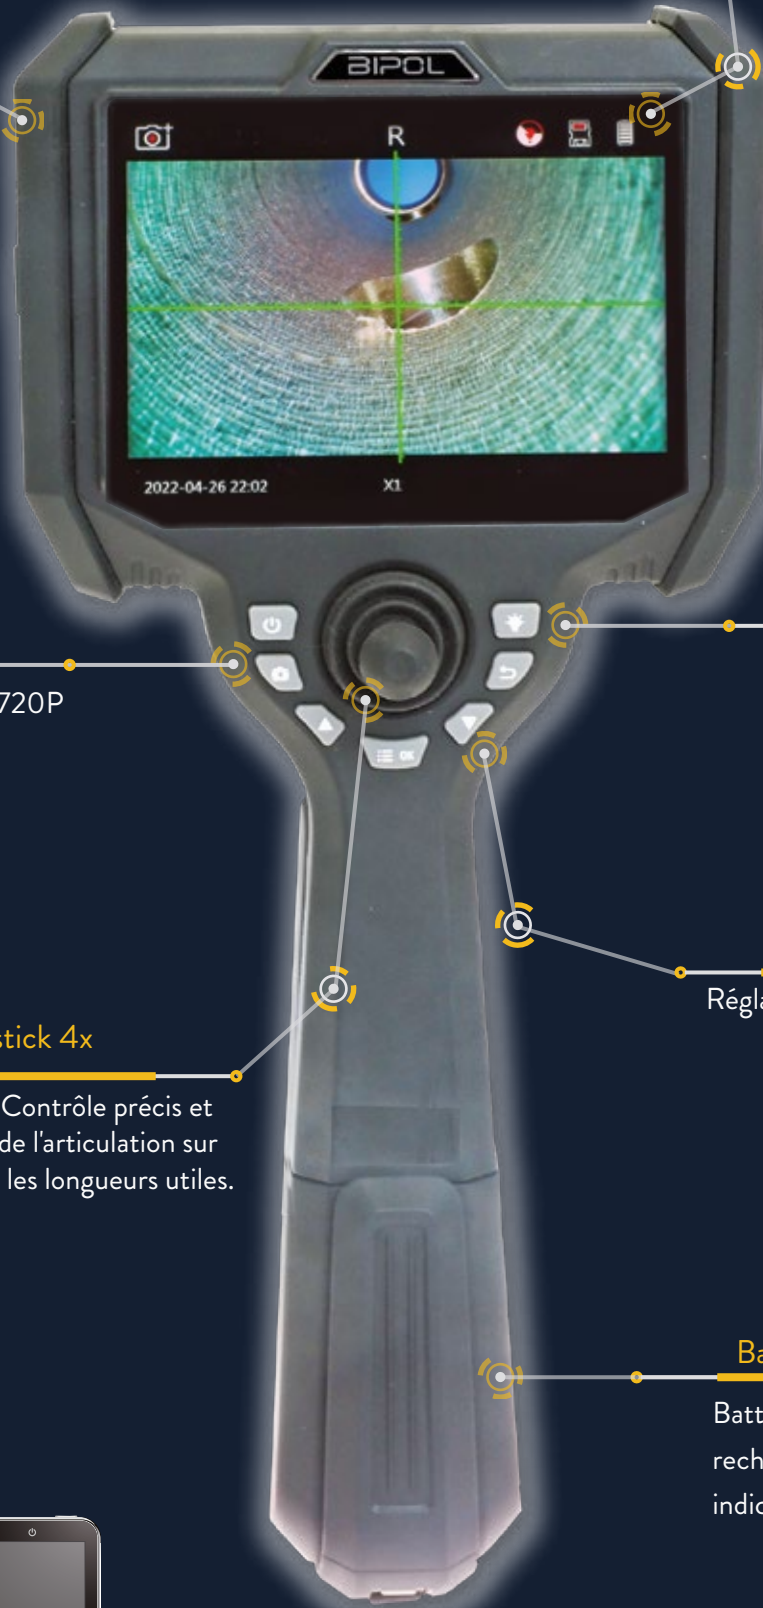 BIPOL
R
2022-04-26 22:02
X1
720P
OK
Régla
stick 4x
Contrôle précis et
de l'articulation sur
les longueurs utiles.
Ba
Batt
rech
indic